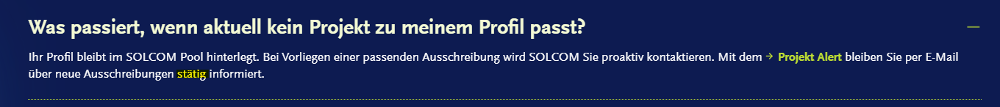 Was passiert, wenn aktuell kein Projekt zu meinem Profil passt?
Ihr Profil bleibt im SOLCOM Pool hinterlegt. Bei Vorliegen einer passenden Ausschreibung wird SOLCOM Sie proaktiv kontaktieren. Mit dem → Projekt Alert bleiben Sie per E-Mail
über neue Ausschreibungen stätig informiert.